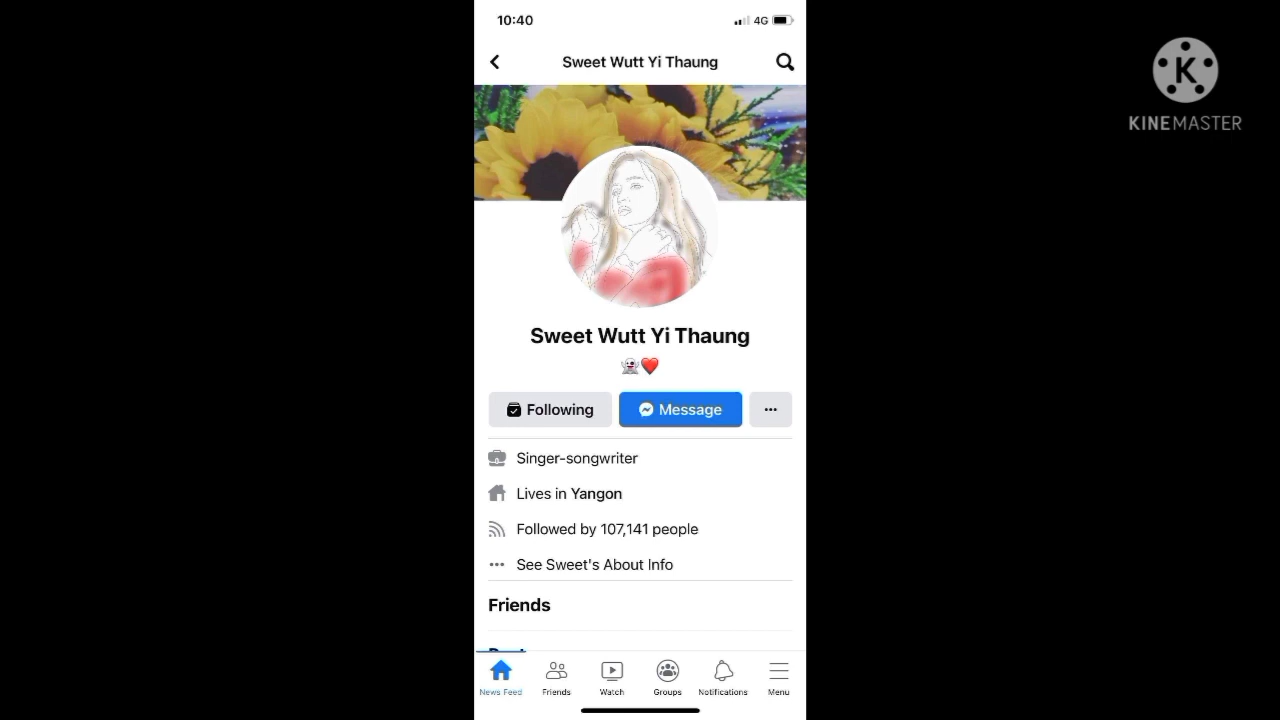 10:40
4G
Sweet Wutt Yi Thaung
K
KINEMASTER
Sweet Wutt Yi Thaung
👻❤️
Following
Message
Singer-songwriter
Lives in Yangon
Followed by 107,141 people
See Sweet's About Info
Friends
News Feed
Friends
Watch
Groups
Notifications
Menu